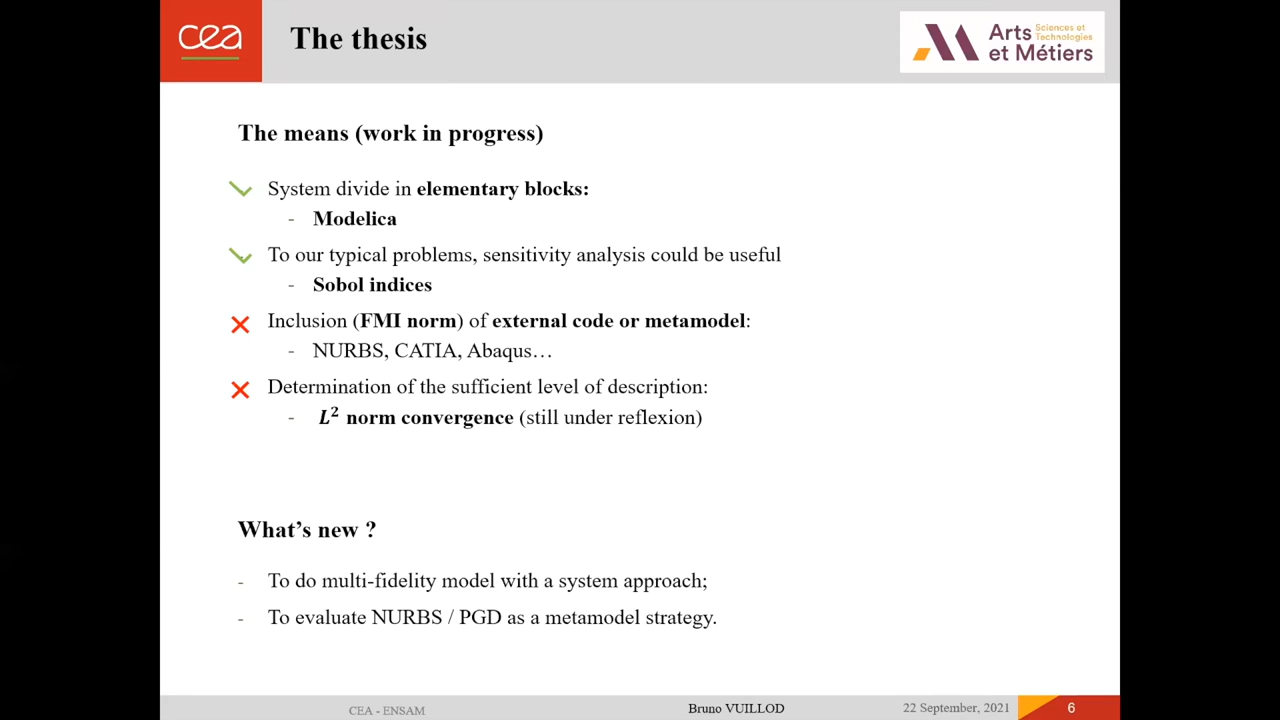 cea
The thesis
Arts Sciences et Technologies
et Métiers
The means (work in progress)
System divide in elementary blocks:
- Modelica
To our typical problems, sensitivity analysis could be useful
- Sobol indices
Inclusion (FMI norm) of external code or metamodel:
- NURBS, CATIA, Abaqus…
Determination of the sufficient level of description:
- L² norm convergence (still under reflexion)
What's new ?
- To do multi-fidelity model with a system approach;
- To evaluate NURBS / PGD as a metamodel strategy.
CEA - ENSAM
Bruno VUILLOD
22 September, 2021
6